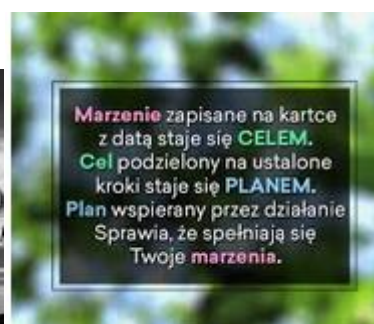 Marzenie zapisane na kartce
z datą staje się CELEM.
Cel podzielony na ustalone
kroki staje się PLANEM.
Plan wspierany przez działanie
Sprawia, że spełniają się
Twoje marzenia.